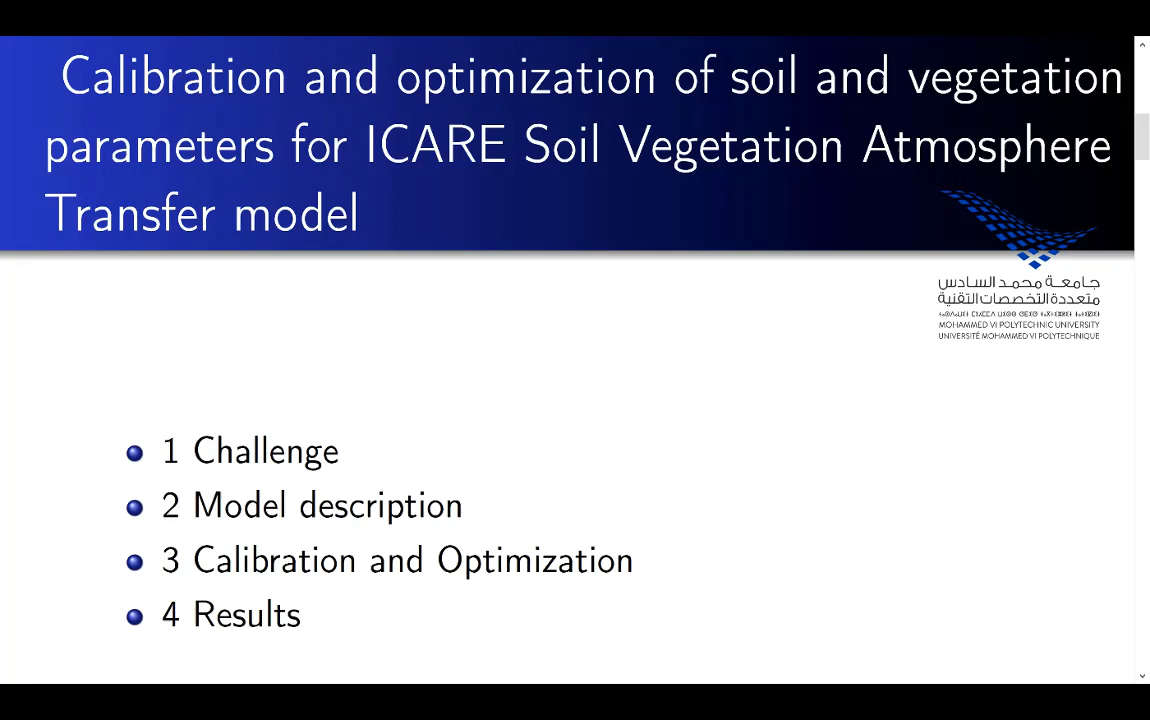 Calibration and optimization of soil and vegetation
parameters for ICARE Soil Vegetation Atmosphere
Transfer model
جامعة محمد السادس
متعددة التخصصات التقنية
MOHAMMED VI POLYTECHNIC UNIVERSITY
UNIVERSITÉ MOHAMMED VI POLYTECHNIQUE
1 Challenge
2 Model description
3 Calibration and Optimization
4 Results